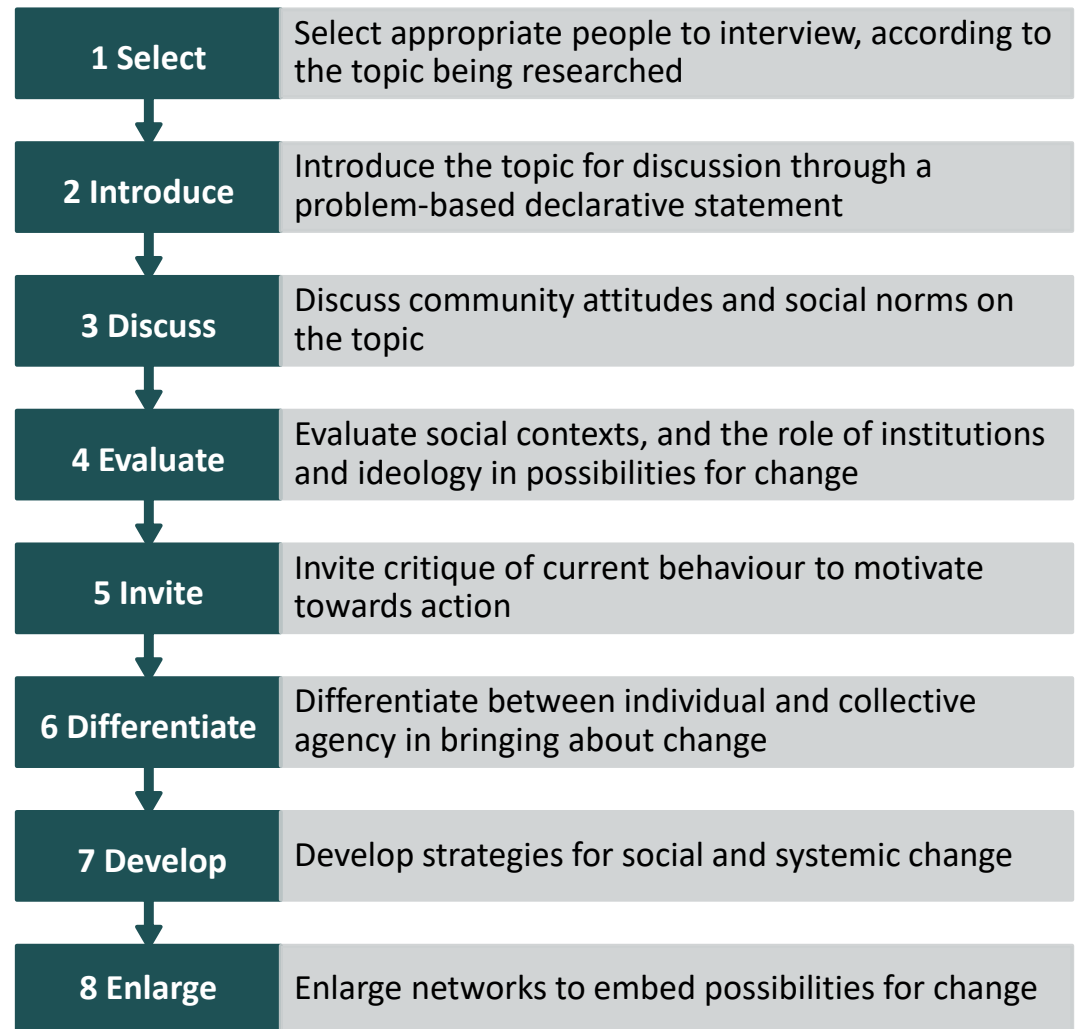 1 Select
Select appropriate people to interview, according to
the topic being researched
2 Introduce
Introduce the topic for discussion through a
problem-based declarative statement
3 Discuss
Discuss community attitudes and social norms on
the topic
4 Evaluate
Evaluate social contexts, and the role of institutions
and ideology in possibilities for change
5 Invite
Invite critique of current behaviour to motivate
towards action
6 Differentiate
Differentiate between individual and collective
agency in bringing about change
7 Develop
Develop strategies for social and systemic change
8 Enlarge
Enlarge networks to embed possibilities for change